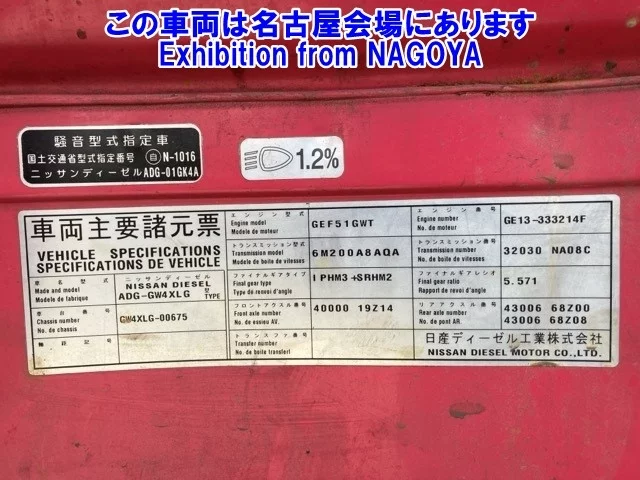 この車両は名古屋会場にあります
Exhibition from NAGOYA
騒音型式指定車
国土交通省型式指定番号 自 N-1016
ニッサンディーゼル ADG-01GK4A
1.2%
車両主要諸元票
VEHICLE SPECIFICATIONS
SPECIFICATIONS DE VEHICLE
車名型式
Made and model
Modèle de fabrique
ニッサンディーゼル
NISSAN DIESEL
ADG-GW4XLG
型
TYPE
車台番号
Chassis number
No. de chassis
GW4XLG-00675
エンジン型式
Engine model
Modèle de moteur
GEF51GWT
エンジン番号
Engine number
No. de moteur
GE13-333214F
トランスミッション型式
Transmission model
Modèle de boite de vitesses
6M200A8AQA
トランスミッション番号
Transmission number
No. de boite de vitesses
32030 NA08C
ファイナルギアタイプ
Final gear type
Type du renvoi d'angle
IPHM3+SRHM2
ファイナルギアレシオ
Final gear ratio
Rapport du renvoi d'angle
5.571
フロントアクスル番号
Front axle number
No. de essieu AV.
40000 19Z14
リアアクスル番号
Rear axle number
No. de pont AR.
43006 68Z00
43006 68Z08
トランスファ番号
Transfer number
No. de boite transfert
日産ディーゼル工業株式会社
NISSAN DIESEL MOTOR CO.,LTD.